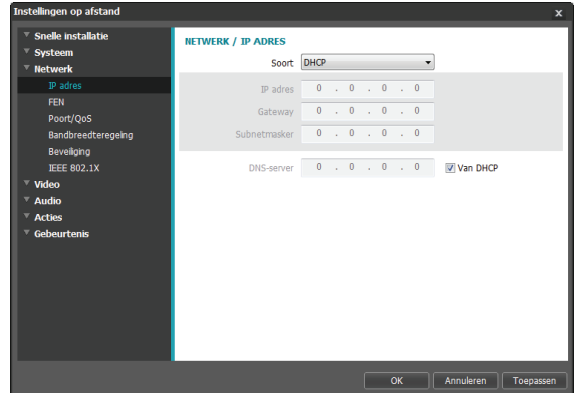 Instellingen op afstand
x
Snelle installatie
Systeem
Netwerk
IP adres
FEN
Poort/QoS
Bandbreedteregeling
Beveiliging
IEEE 802.1X
Video
Audio
Acties
Gebeurtenis
NETWERK / IP ADRES
Soort DHCP
IP adres 0 . 0 . 0 . 0
Gateway 0 . 0 . 0 . 0
Subnetmasker 0 . 0 . 0 . 0
DNS-server 0 . 0 . 0 . 0 Van DHCP
OK Annuleren Toepassen